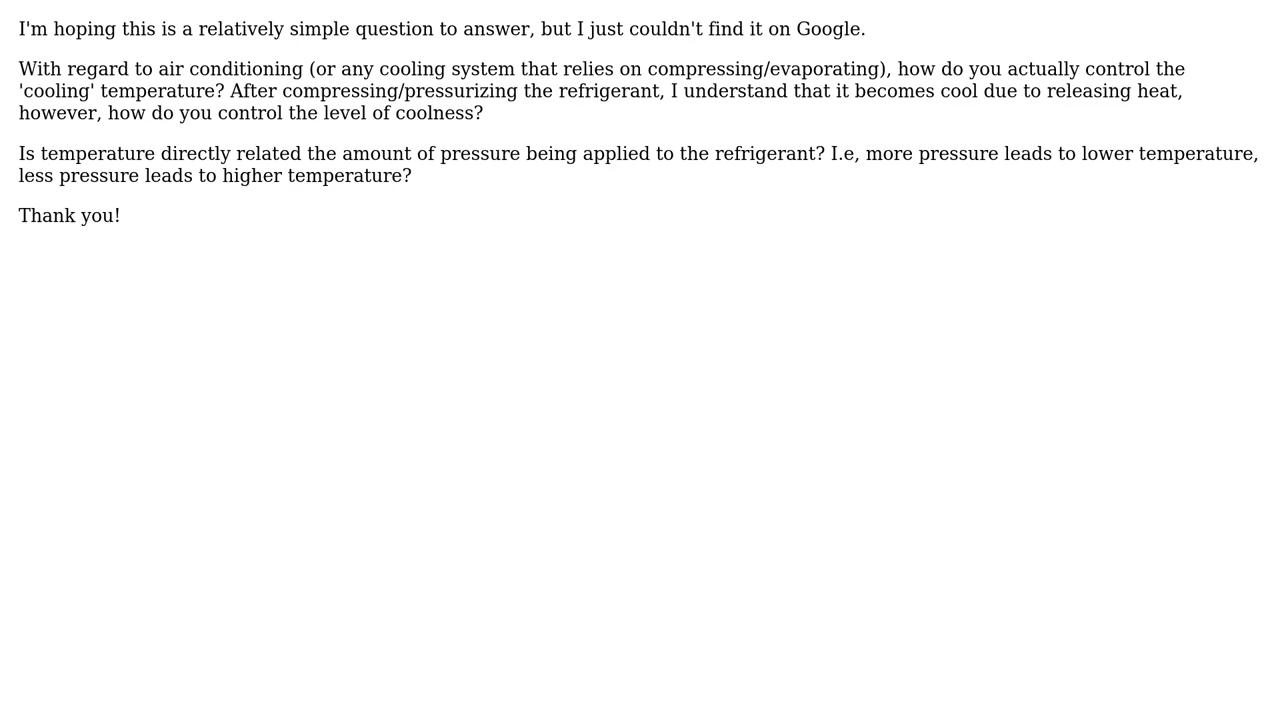 I'm hoping this is a relatively simple question to answer, but I just couldn't find it on Google.
With regard to air conditioning (or any cooling system that relies on compressing/evaporating), how do you actually control the
'cooling' temperature? After compressing/pressurizing the refrigerant, I understand that it becomes cool due to releasing heat,
however, how do you control the level of coolness?
Is temperature directly related the amount of pressure being applied to the refrigerant? I.e, more pressure leads to lower temperature,
less pressure leads to higher temperature?
Thank you!